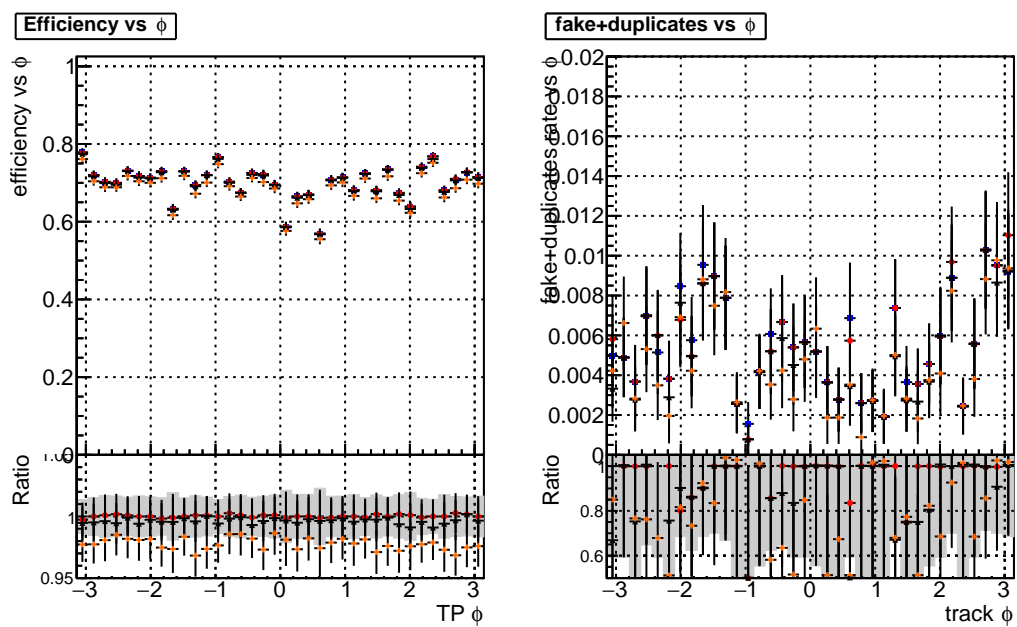 Efficiency vs ϕ
efficiency vs ϕ
1
0.8
0.6
0.4
0.2
0
Ratio
1
0.95
−3 −2 −1 0 1 2 3
TP ϕ
fake+duplicates vs ϕ
fake+duplicates rate vs ϕ
0.02
0.018
0.016
0.014
0.012
0.01
0.008
0.006
0.004
0.002
0
Ratio
1
0.8
0.6
−3 −2 −1 0 1 2 3
track ϕ